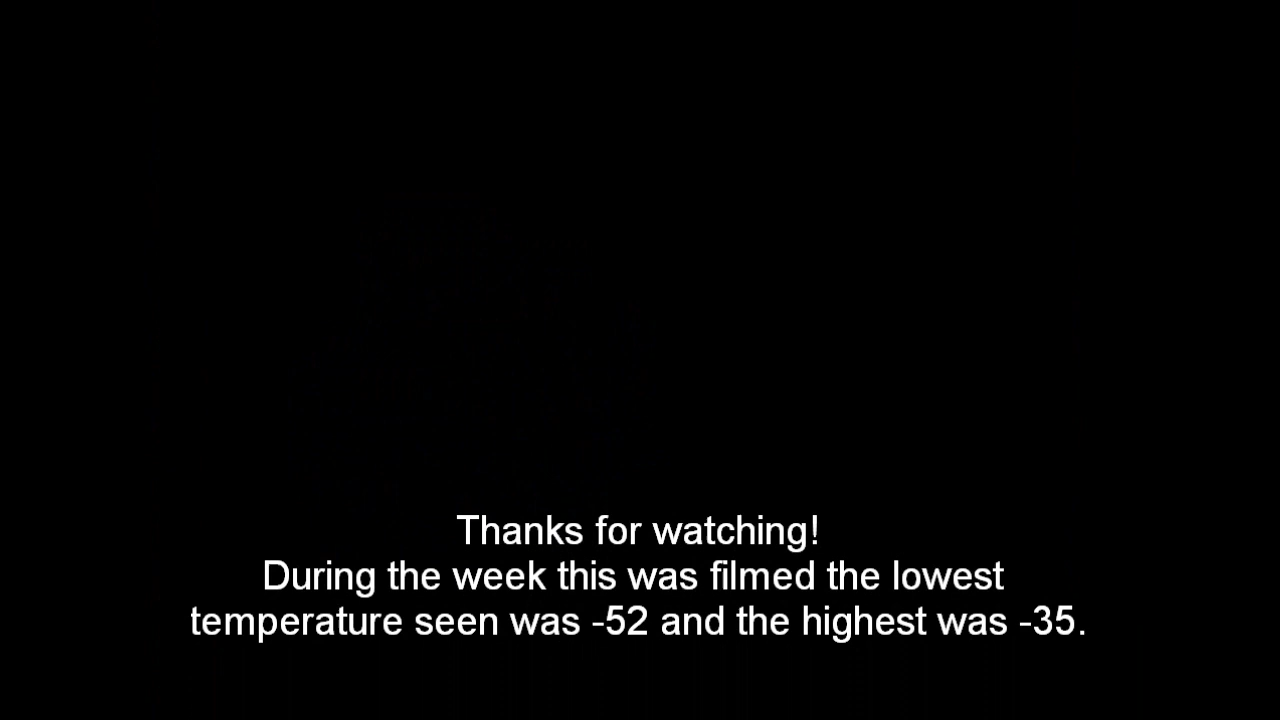 Thanks for watching!
During the week this was filmed the lowest
temperature seen was -52 and the highest was -35.